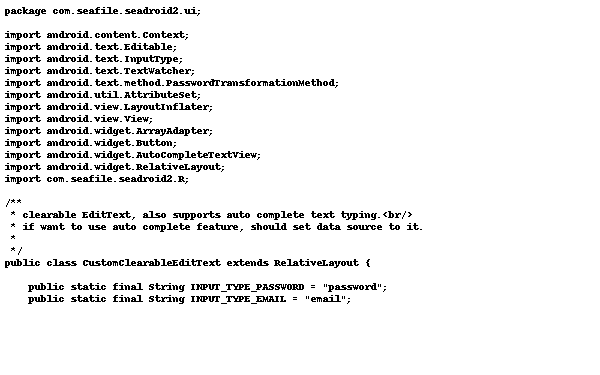 package com.seafile.seadroid2.ui;

import android.content.Context;
import android.text.Editable;
import android.text.InputType;
import android.text.TextWatcher;
import android.text.method.PasswordTransformationMethod;
import android.util.AttributeSet;
import android.view.LayoutInflater;
import android.view.View;
import android.widget.ArrayAdapter;
import android.widget.Button;
import android.widget.AutoCompleteTextView;
import android.widget.RelativeLayout;
import com.seafile.seadroid2.R;

/**
 * clearable EditText, also supports auto complete text typing.<br/>
 * if want to use auto complete feature, should set data source to it.
 *
 */
public class CustomClearableEditText extends RelativeLayout {

    public static final String INPUT_TYPE_PASSWORD = "password";
    public static final String INPUT_TYPE_EMAIL = "email";